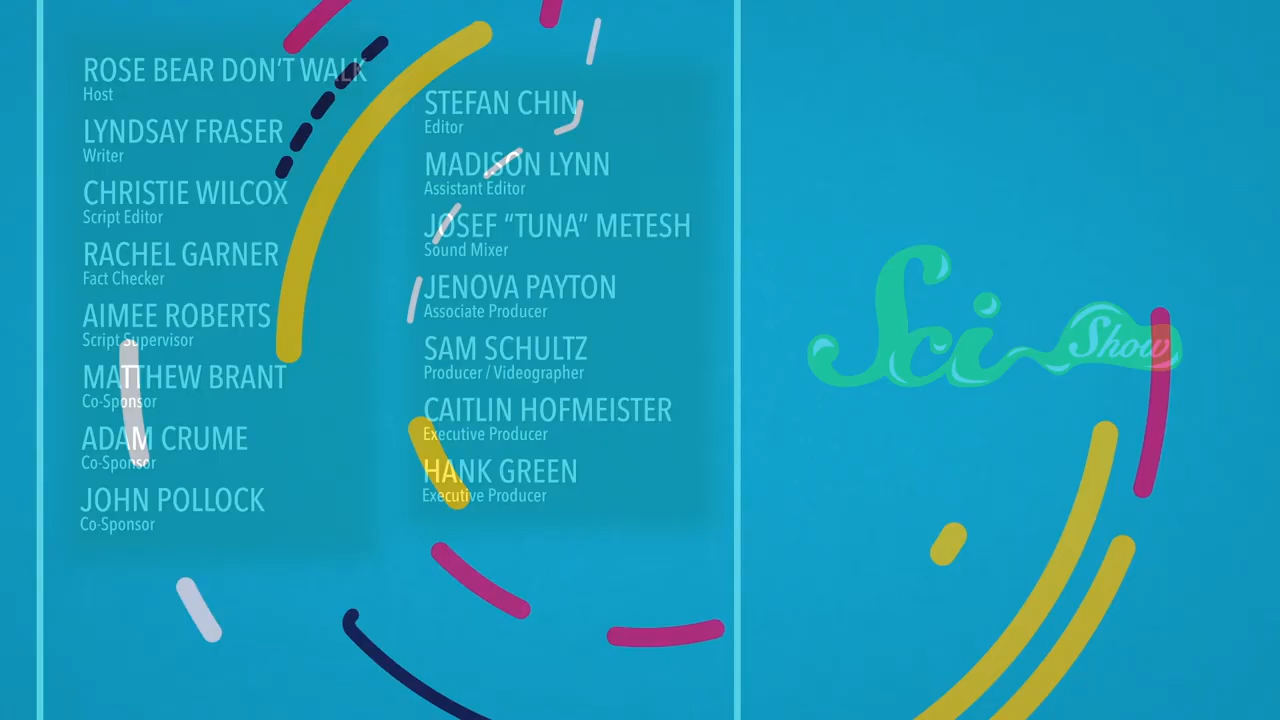 ROSE BEAR DON'T WALK
Host
LYNDSAY FRASER
Writer
CHRISTIE WILCOX
Script Editor
RACHEL GARNER
Fact Checker
AIMEE ROBERTS
Script Supervisor
MATTHEW BRANT
Co-Sponsor
ADAM CRUME
Co-Sponsor
JOHN POLLOCK
Co-Sponsor
STEFAN CHIN
Editor
MADISON LYNN
Assistant Editor
JOSEF “TUNA” METESH
Sound Mixer
JENOVA PAYTON
Associate Producer
SAM SCHULTZ
Producer / Videographer
CAITLIN HOFMEISTER
Executive Producer
HANK GREEN
Executive Producer
Sci Show